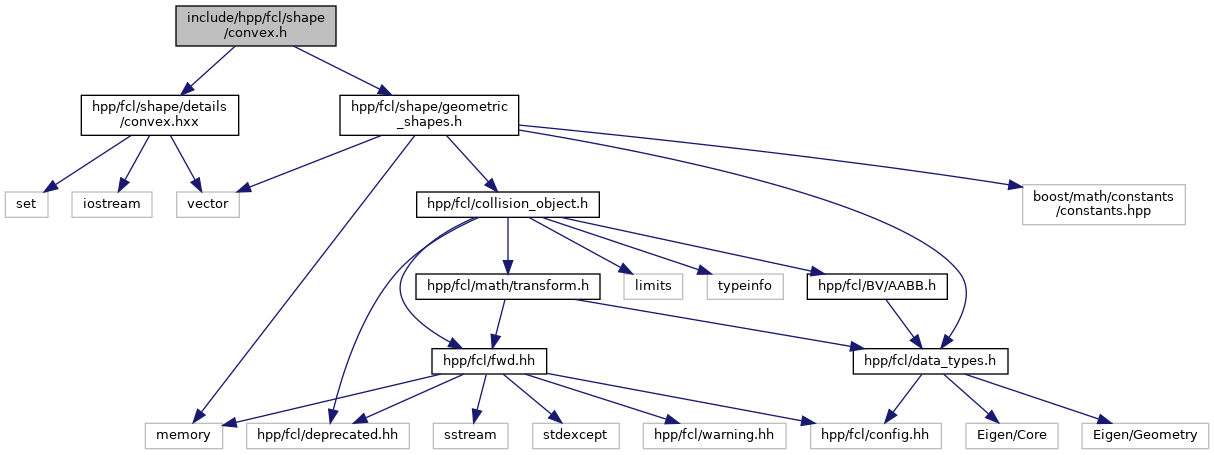 include/hpp/fcl/shape
/convex.h
hpp/fcl/shape/details
/convex.hxx
hpp/fcl/shape/geometric
_shapes.h
set
iostream
vector
hpp/fcl/collision_object.h
boost/math/constants
/constants.hpp
hpp/fcl/math/transform.h
limits
typeinfo
hpp/fcl/BV/AABB.h
hpp/fcl/fwd.hh
hpp/fcl/data_types.h
memory
hpp/fcl/deprecated.hh
sstream
stdexcept
hpp/fcl/warning.hh
hpp/fcl/config.hh
Eigen/Core
Eigen/Geometry